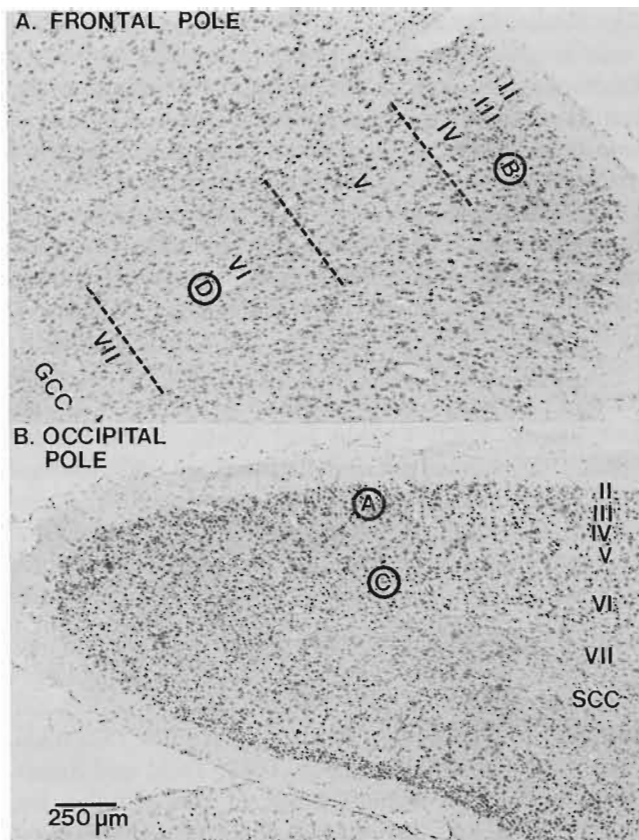 A. FRONTAL POLE
II
III
IV
B
V
VI
D
VII
GCC
B. OCCIPITAL
POLE
A
II
III
IV
V
C
VI
VII
SCC
250 µm